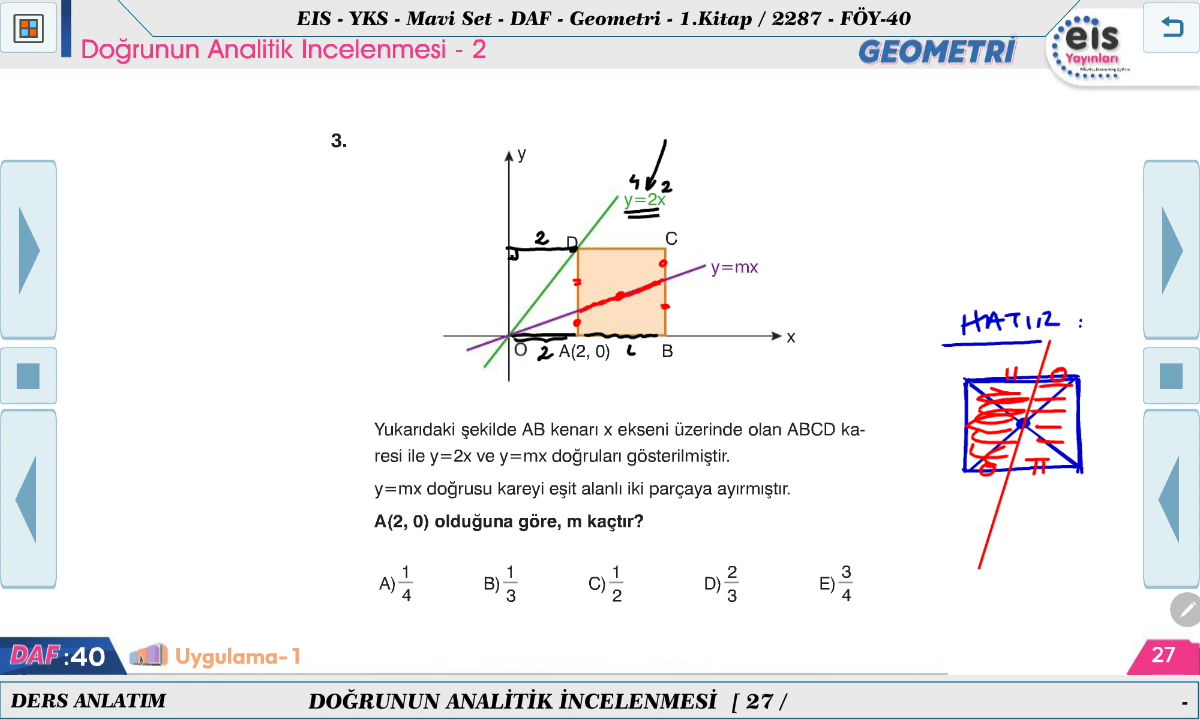 EIS - YKS - Mavi Set - DAF - Geometri - 1.Kitap / 2287 - FÖY-40
Doğrunun Analitik İncelenmesi - 2
GEOMETRİ
eis
Yayınları
3.
y
4 2
y=2x
2
D
C
y=mx
x
O
2
A(2, 0)
B
HATIR :
Yukarıdaki şekilde AB kenarı x ekseni üzerinde olan ABCD ka-
resi ile y=2x ve y=mx doğruları gösterilmiştir.
y=mx doğrusu kareyi eşit alanlı iki parçaya ayırmıştır.
A(2, 0) olduğuna göre, m kaçtır?
A) 1/4 B) 1/3 C) 1/2 D) 2/3 E) 3/4
DAF :40
Uygulama-1
27
DERS ANLATIM
DOĞRUNUN ANALİTİK İNCELENMESİ [ 27 /
-